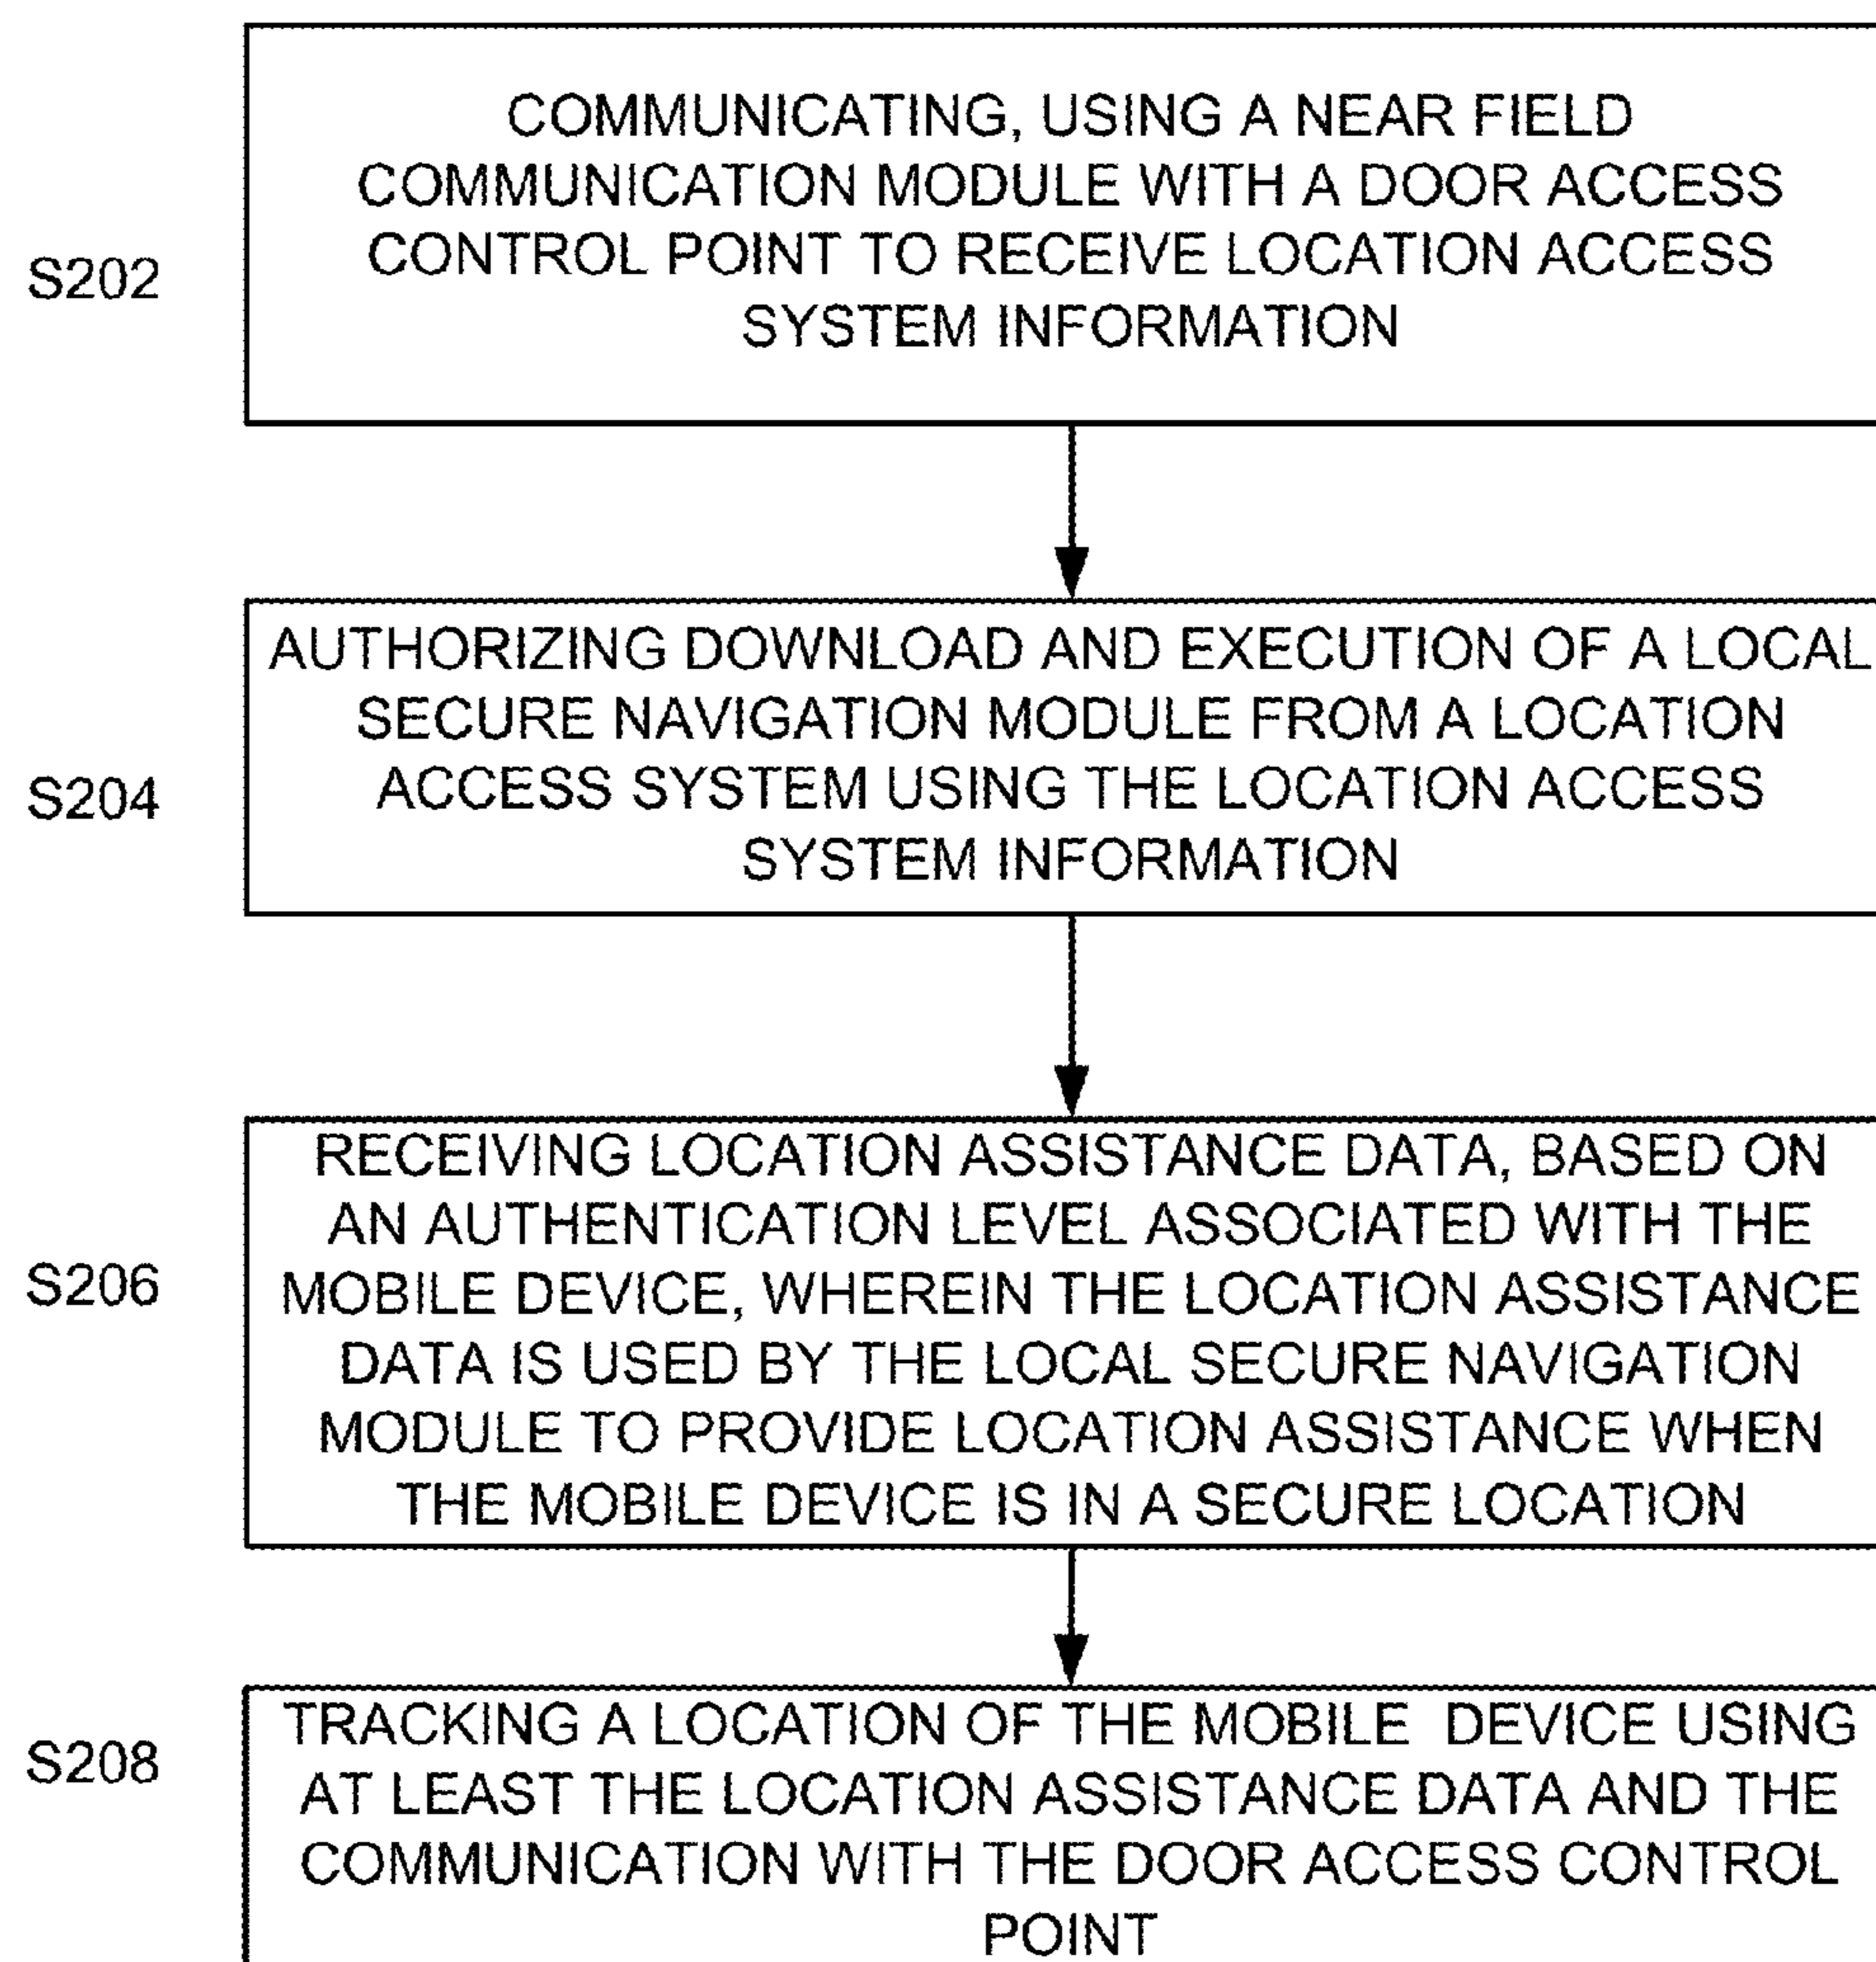 COMMUNICATING, USING A NEAR FIELD
COMMUNICATION MODULE WITH A DOOR ACCESS
CONTROL POINT TO RECEIVE LOCATION ACCESS
SYSTEM INFORMATION
S202
AUTHORIZING DOWNLOAD AND EXECUTION OF A LOCAL
SECURE NAVIGATION MODULE FROM A LOCATION
ACCESS SYSTEM USING THE LOCATION ACCESS
SYSTEM INFORMATION
S204
RECEIVING LOCATION ASSISTANCE DATA, BASED ON
AN AUTHENTICATION LEVEL ASSOCIATED WITH THE
MOBILE DEVICE, WHEREIN THE LOCATION ASSISTANCE
DATA IS USED BY THE LOCAL SECURE NAVIGATION
MODULE TO PROVIDE LOCATION ASSISTANCE WHEN
THE MOBILE DEVICE IS IN A SECURE LOCATION
S206
TRACKING A LOCATION OF THE MOBILE DEVICE USING
AT LEAST THE LOCATION ASSISTANCE DATA AND THE
COMMUNICATION WITH THE DOOR ACCESS CONTROL
POINT
S208